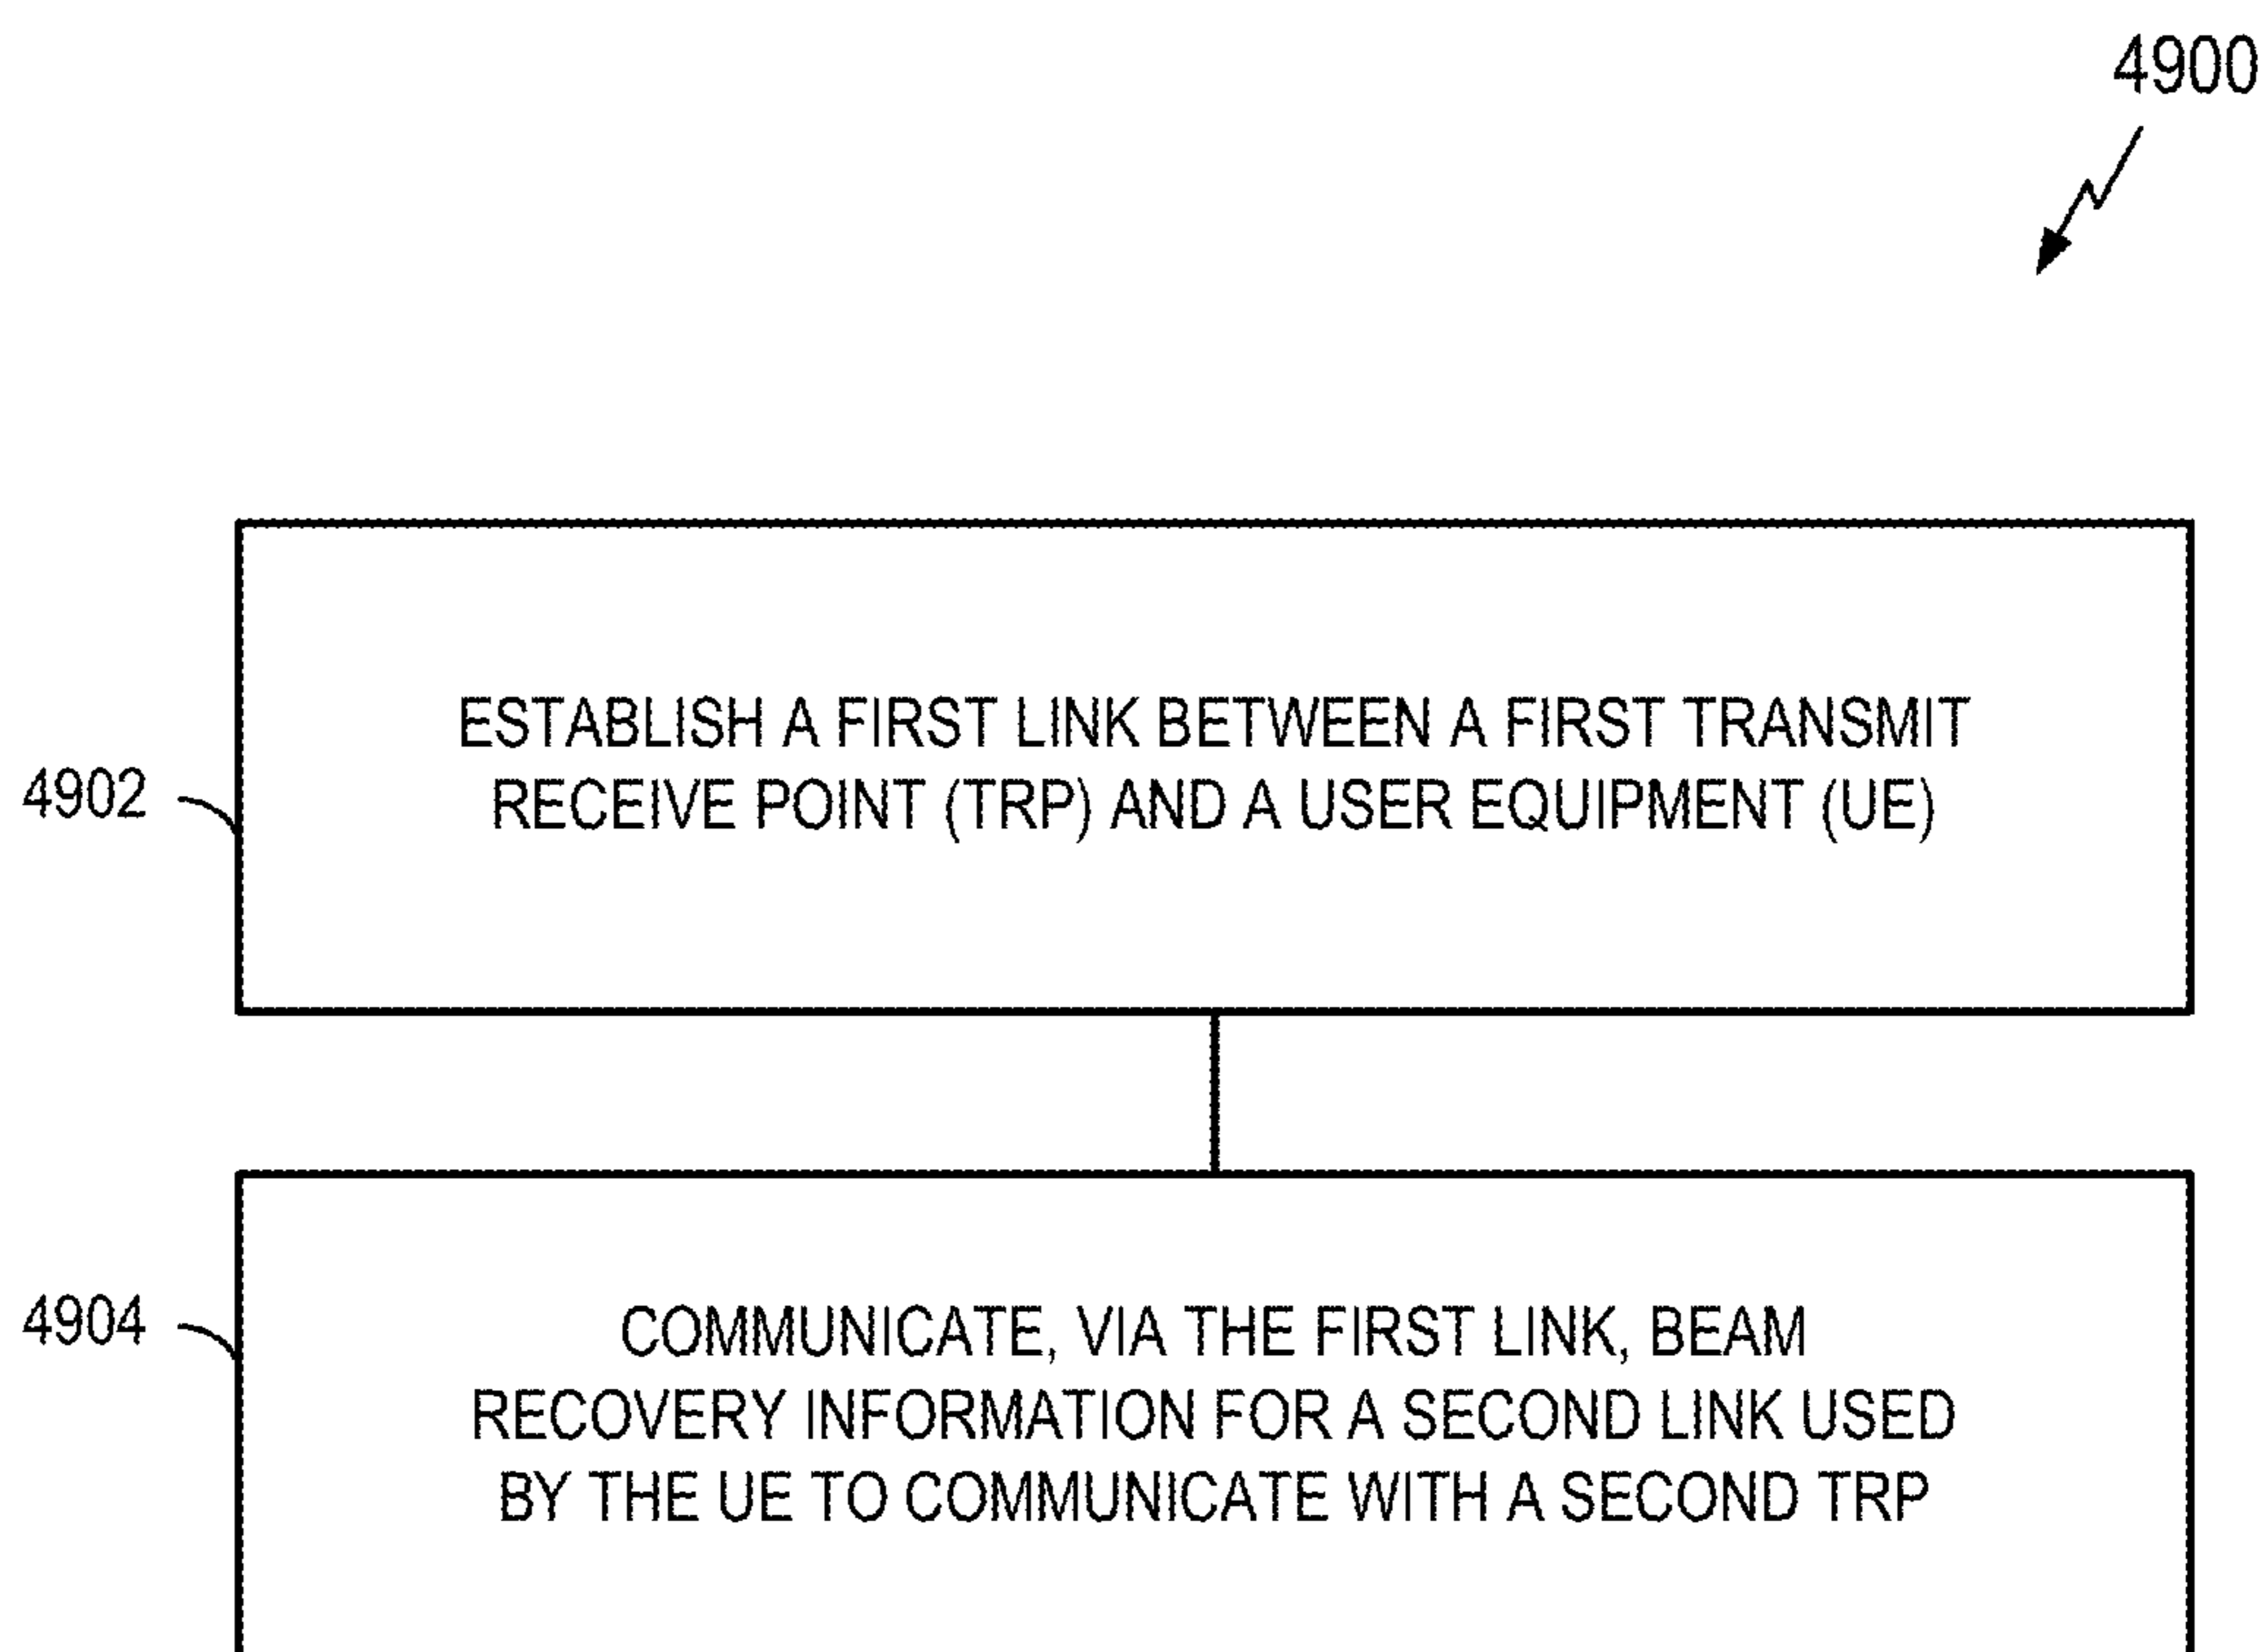 4900
ESTABLISH A FIRST LINK BETWEEN A FIRST TRANSMIT
RECEIVE POINT (TRP) AND A USER EQUIPMENT (UE)
4902
COMMUNICATE, VIA THE FIRST LINK, BEAM
RECOVERY INFORMATION FOR A SECOND LINK USED
BY THE UE TO COMMUNICATE WITH A SECOND TRP
4904